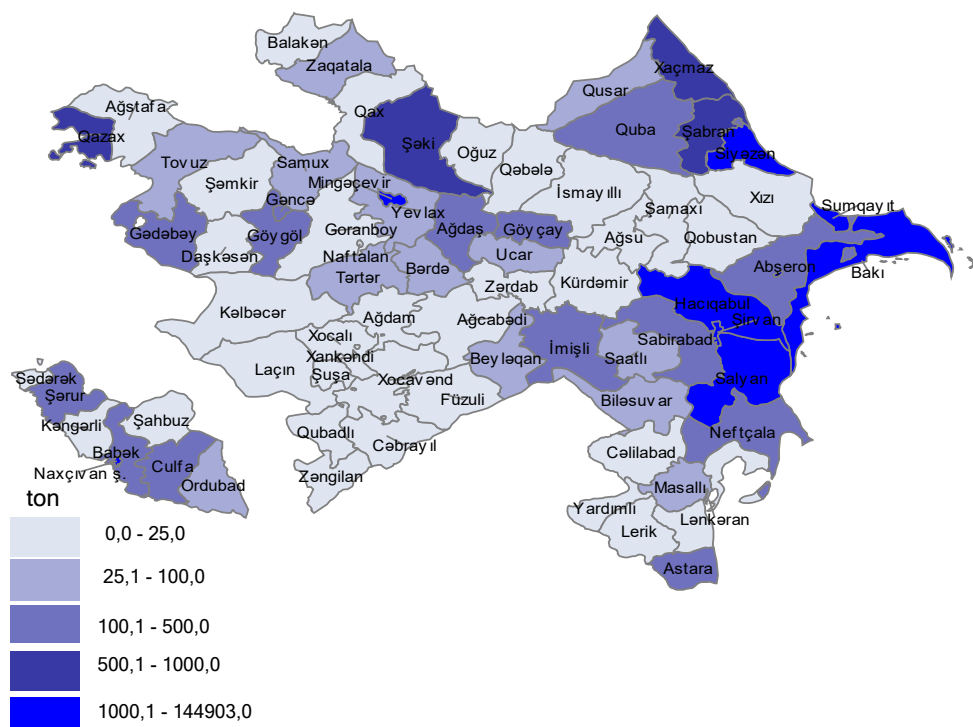 Balakən
Zaqatala
Xaçmaz
Qusar
Ağstafa
Qax
Qazax
Quba
Şabran
Şəki
Oğuz
Siyəzən
Tovuz
Samux
Qəbələ
Şəmkir
Mingəçevir
İsmayıllı
Xızı
Gəncə
Şamaxı
Sumqayıt
Yevlax
Gədəbəy
Göygöl
Goranboy
Ağdaş
Göyçay
Ağsu
Qobustan
Daşkəsən
Naftalan
Ucar
Abşeron
Bakı
Tərtər
Bərdə
Zərdab
Kürdəmir
Hacıqabul
Kəlbəcər
Ağdam
Ağcabədi
Şirvan
Xocalı
Sabirabad
Xankəndi
Beyləqan
İmişli
Saatlı
Laçın
Şuşa
Xocavənd
Salyan
Sədərək
Şərur
Füzuli
Biləsuvar
Kəngərli
Şahbuz
Qubadlı
Cəbrayıl
Neftçala
Babək
Cəlilabad
Naxçıvan ş.
Culfa
Zəngilan
Ordubad
Masallı
Yardımlı
Lənkəran
Lerik
Astara
ton
0,0 - 25,0
25,1 - 100,0
100,1 - 500,0
500,1 - 1000,0
1000,1 - 144903,0